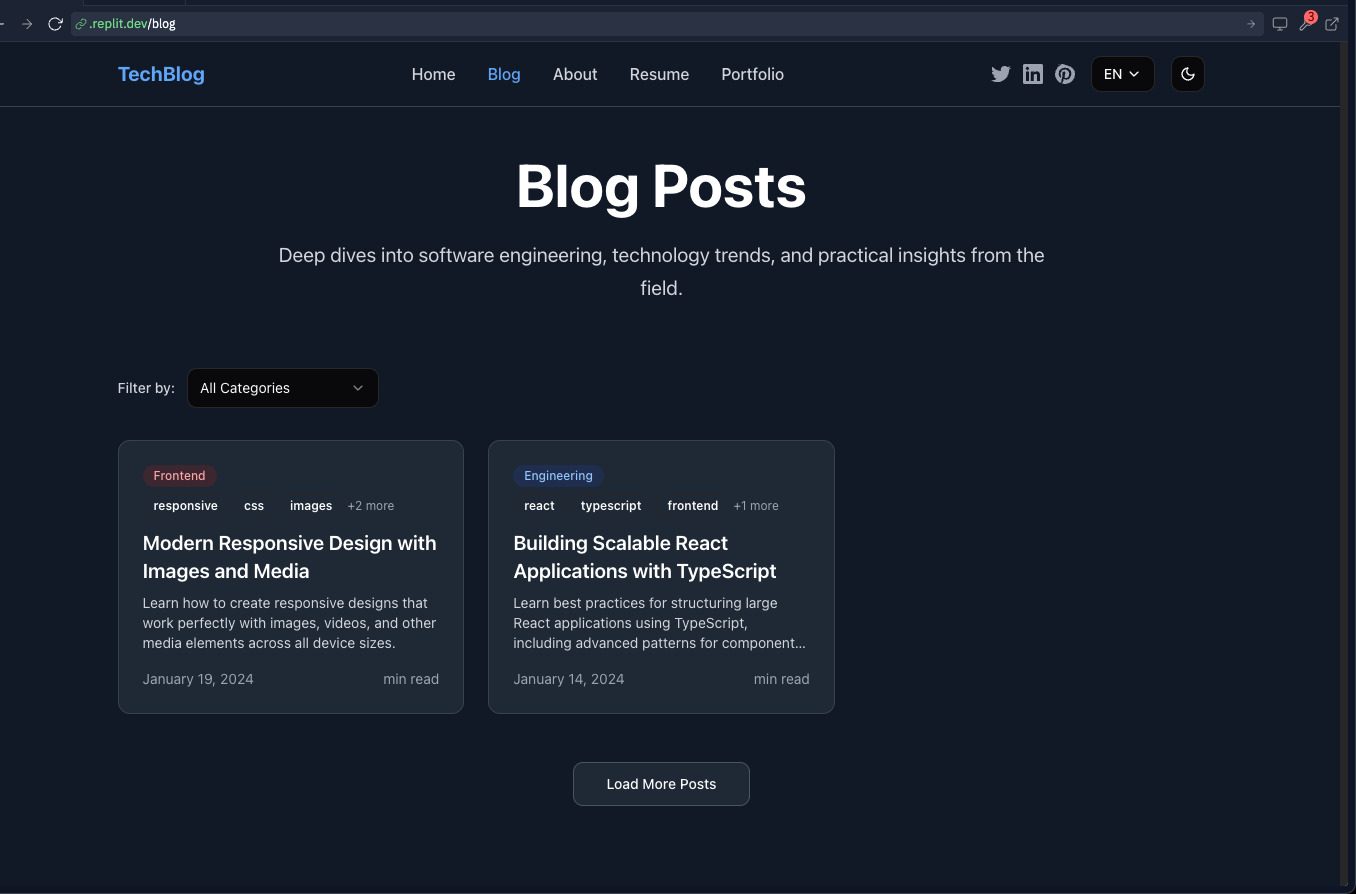 .replit.dev/blog
3
TechBlog
Home Blog About Resume Portfolio
EN
Blog Posts
Deep dives into software engineering, technology trends, and practical insights from the
field.
Filter by: All Categories
Frontend
responsive css images +2 more
Modern Responsive Design with
Images and Media
Learn how to create responsive designs that
work perfectly with images, videos, and other
media elements across all device sizes.
January 19, 2024 min read
Engineering
react typescript frontend +1 more
Building Scalable React
Applications with TypeScript
Learn best practices for structuring large
React applications using TypeScript,
including advanced patterns for component...
January 14, 2024 min read
Load More Posts